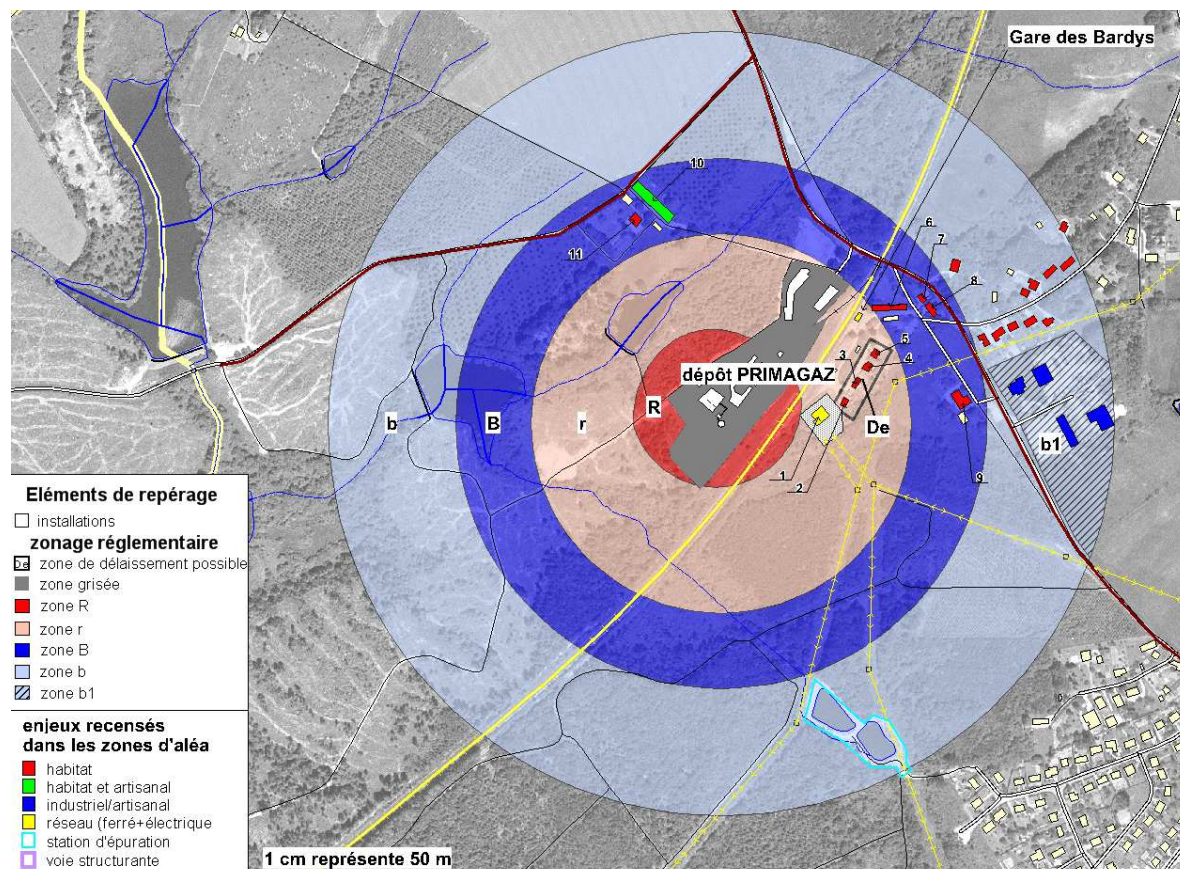 Gare des Bardys
10
11
6
7
8
5
4
3
dépôt PRIMAGAZ
b
B
r
R
De
b1
1
2
9
Eléments de repérage
installations
zonage réglementaire
De
zone de délaissement possible
zone grisée
zone R
zone r
zone B
zone b
zone b1
enjeux recensés
dans les zones d'aléa
habitat
habitat et artisanal
industriel/artisanal
réseau (ferré+électrique
station d'épuration
voie structurante
1 cm représente 50 m